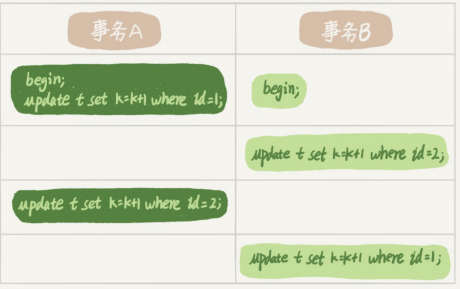 事务A
事务B
begin;
update t set k=k+1 where id=1;
begin;
update t set k=k+1 where id=2;
update t set k=k+1 where id=2;
update t set k=k+1 where id=1;